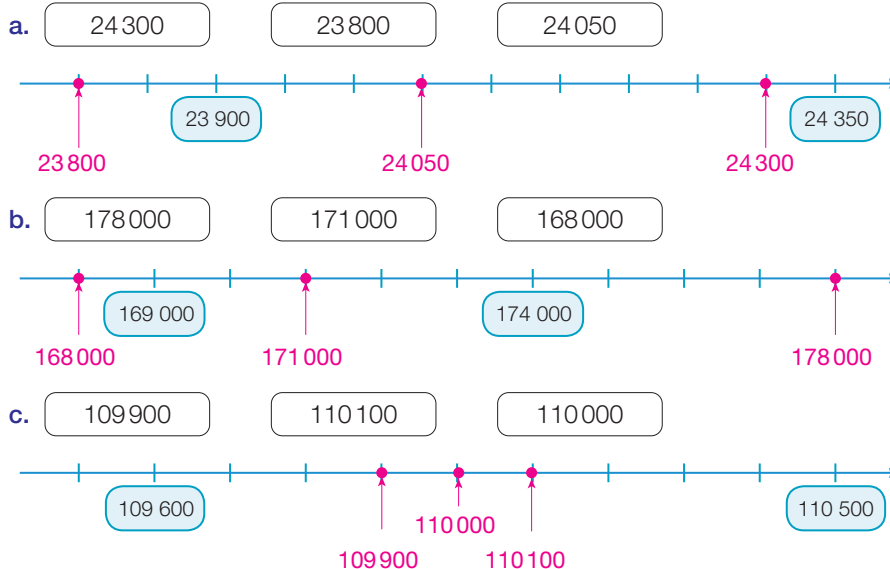 a. 24 300 23 800 24 050
23 900 24 350
23 800 24 050 24 300
b. 178 000 171 000 168 000
169 000 174 000
168 000 171 000 178 000
c. 109 900 110 100 110 000
109 600 110 500
110 000
109 900 110 100